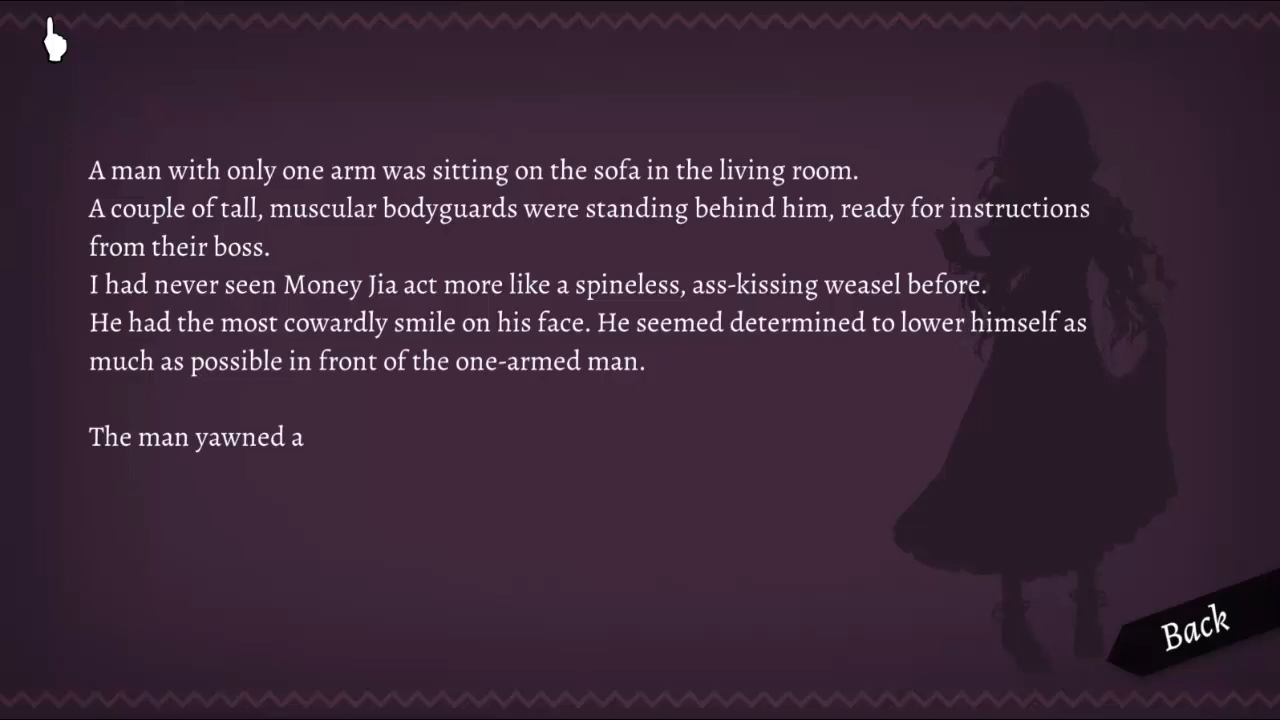 A man with only one arm was sitting on the sofa in the living room.
A couple of tall, muscular bodyguards were standing behind him, ready for instructions
from their boss.
I had never seen Money Jia act more like a spineless, ass-kissing weasel before.
He had the most cowardly smile on his face. He seemed determined to lower himself as
much as possible in front of the one-armed man.
The man yawned a
Back